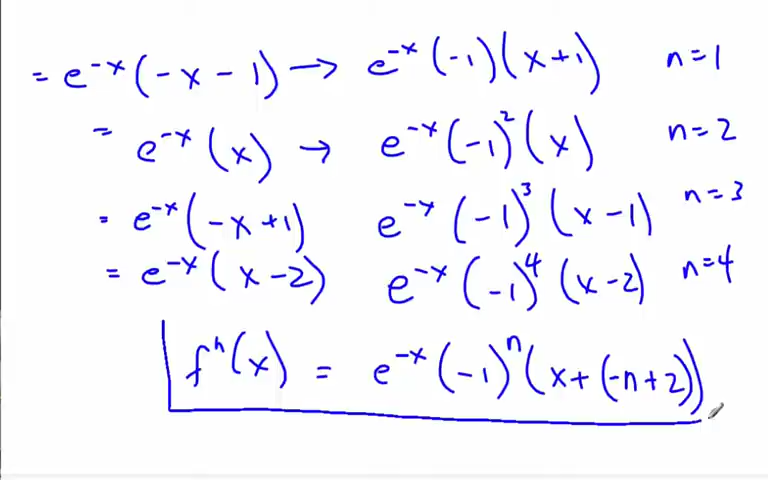 = e⁻ˣ(-x-1) → e⁻ˣ(-1)(x+1) n=1
= e⁻ˣ(x) → e⁻ˣ(-1)²(x) n=2
= e⁻ˣ(-x+1) e⁻ˣ(-1)³(x-1) n=3
= e⁻ˣ(x-2) e⁻ˣ(-1)⁴(x-2) n=4
fⁿ(x) = e⁻ˣ(-1)ⁿ(x+(-n+2))